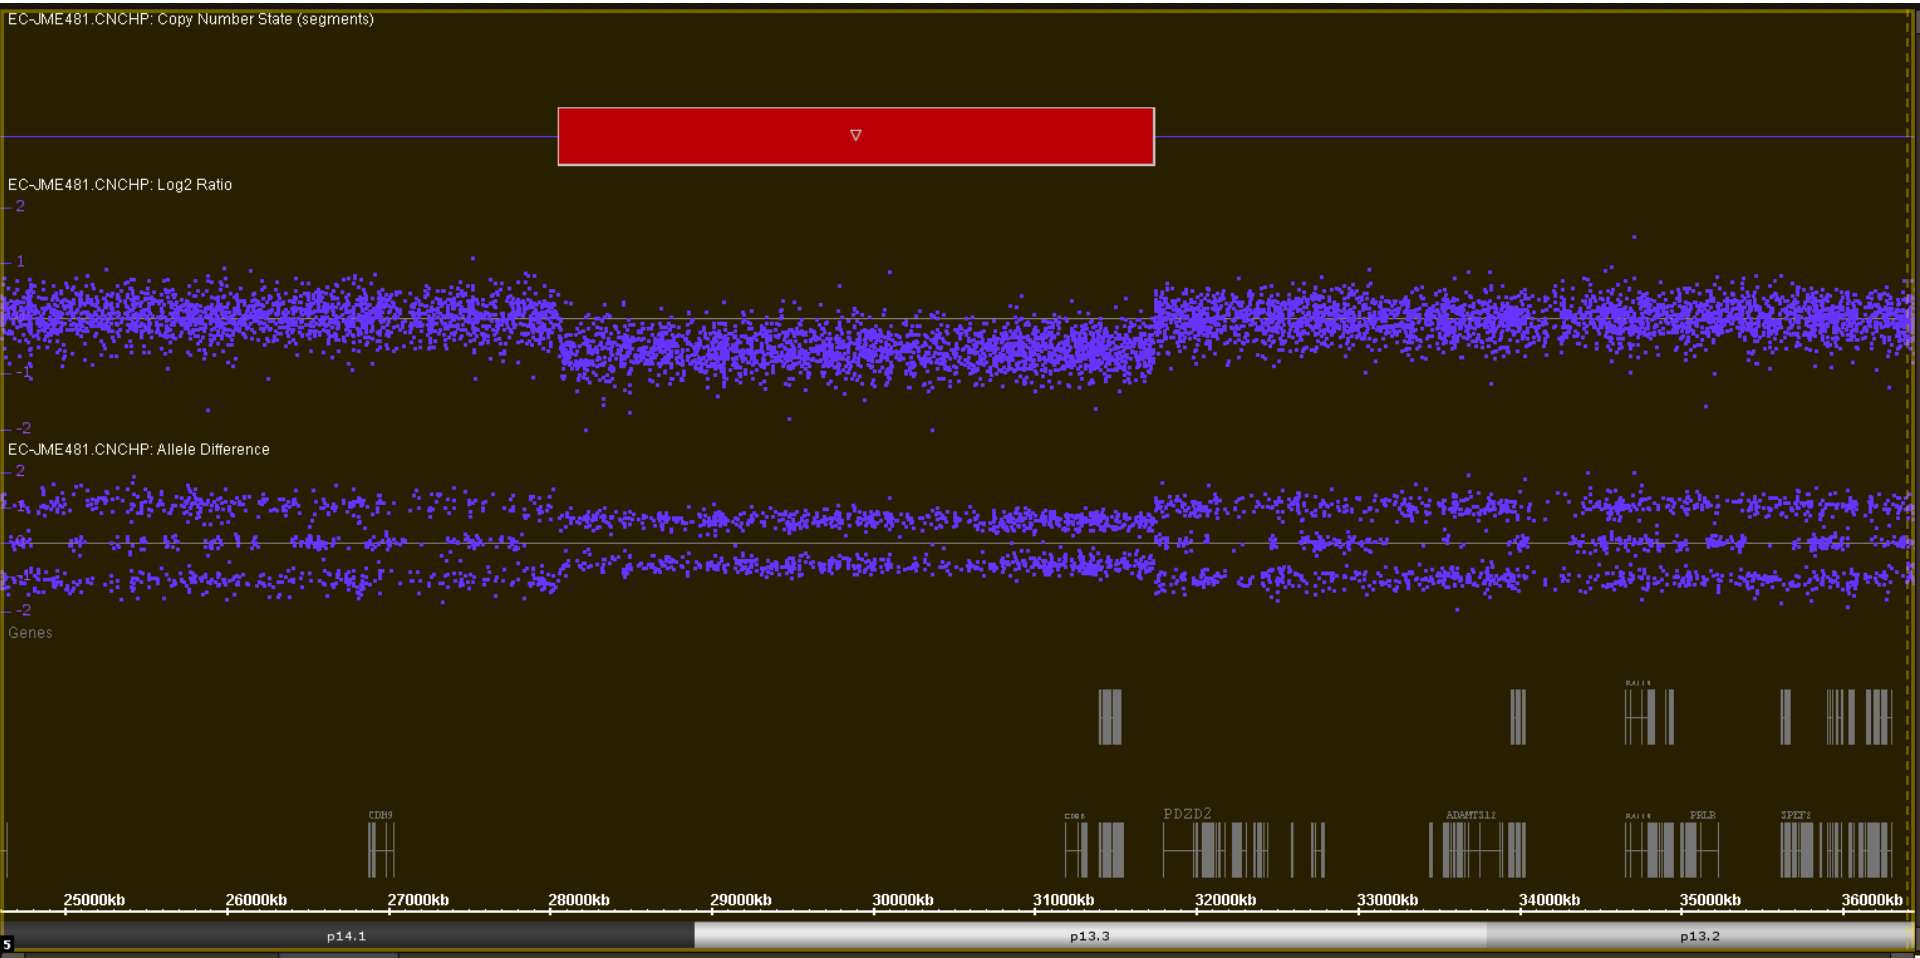 EC-JME481.CNCHP: Copy Number State (segments)
EC-JME481.CNCHP: Log2 Ratio
2
1
-1
-2
EC-JME481.CNCHP: Allele Difference
2
-2
Genes
CDH9
PDZD2
ADAMTS12
PRLR
SPEF2
25000kb 26000kb 27000kb 28000kb 29000kb 30000kb 31000kb 32000kb 33000kb 34000kb 35000kb 36000kb
p14.1 p13.3 p13.2
5